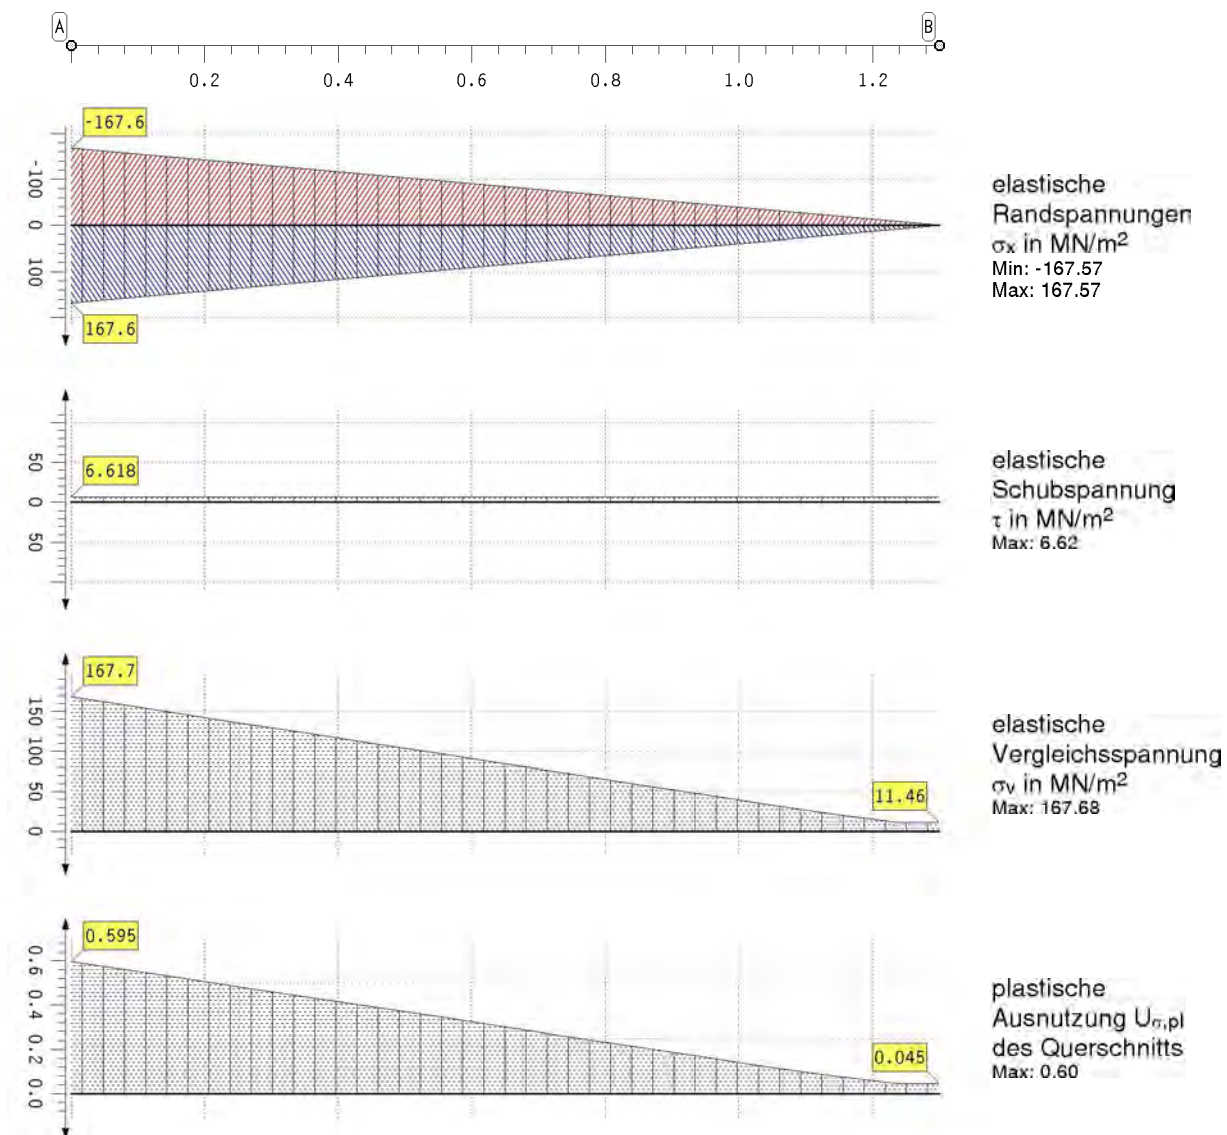 A
B
0.2 0.4 0.6 0.8 1.0 1.2
-167.6
-100
0
100
167.6
elastische
Randspannungen
σx in MN/m²
Min: -167.57
Max: 167.57
50
6.618
0
50
elastische
Schubspannung
τ in MN/m²
Max: 6.62
167.7
150
100
50
0
11.46
elastische
Vergleichsspannung
σv in MN/m²
Max: 167.68
0.595
0.6
0.4
0.2
0.0
0.045
plastische
Ausnutzung Uσ,pl
des Querschnitts
Max: 0.60